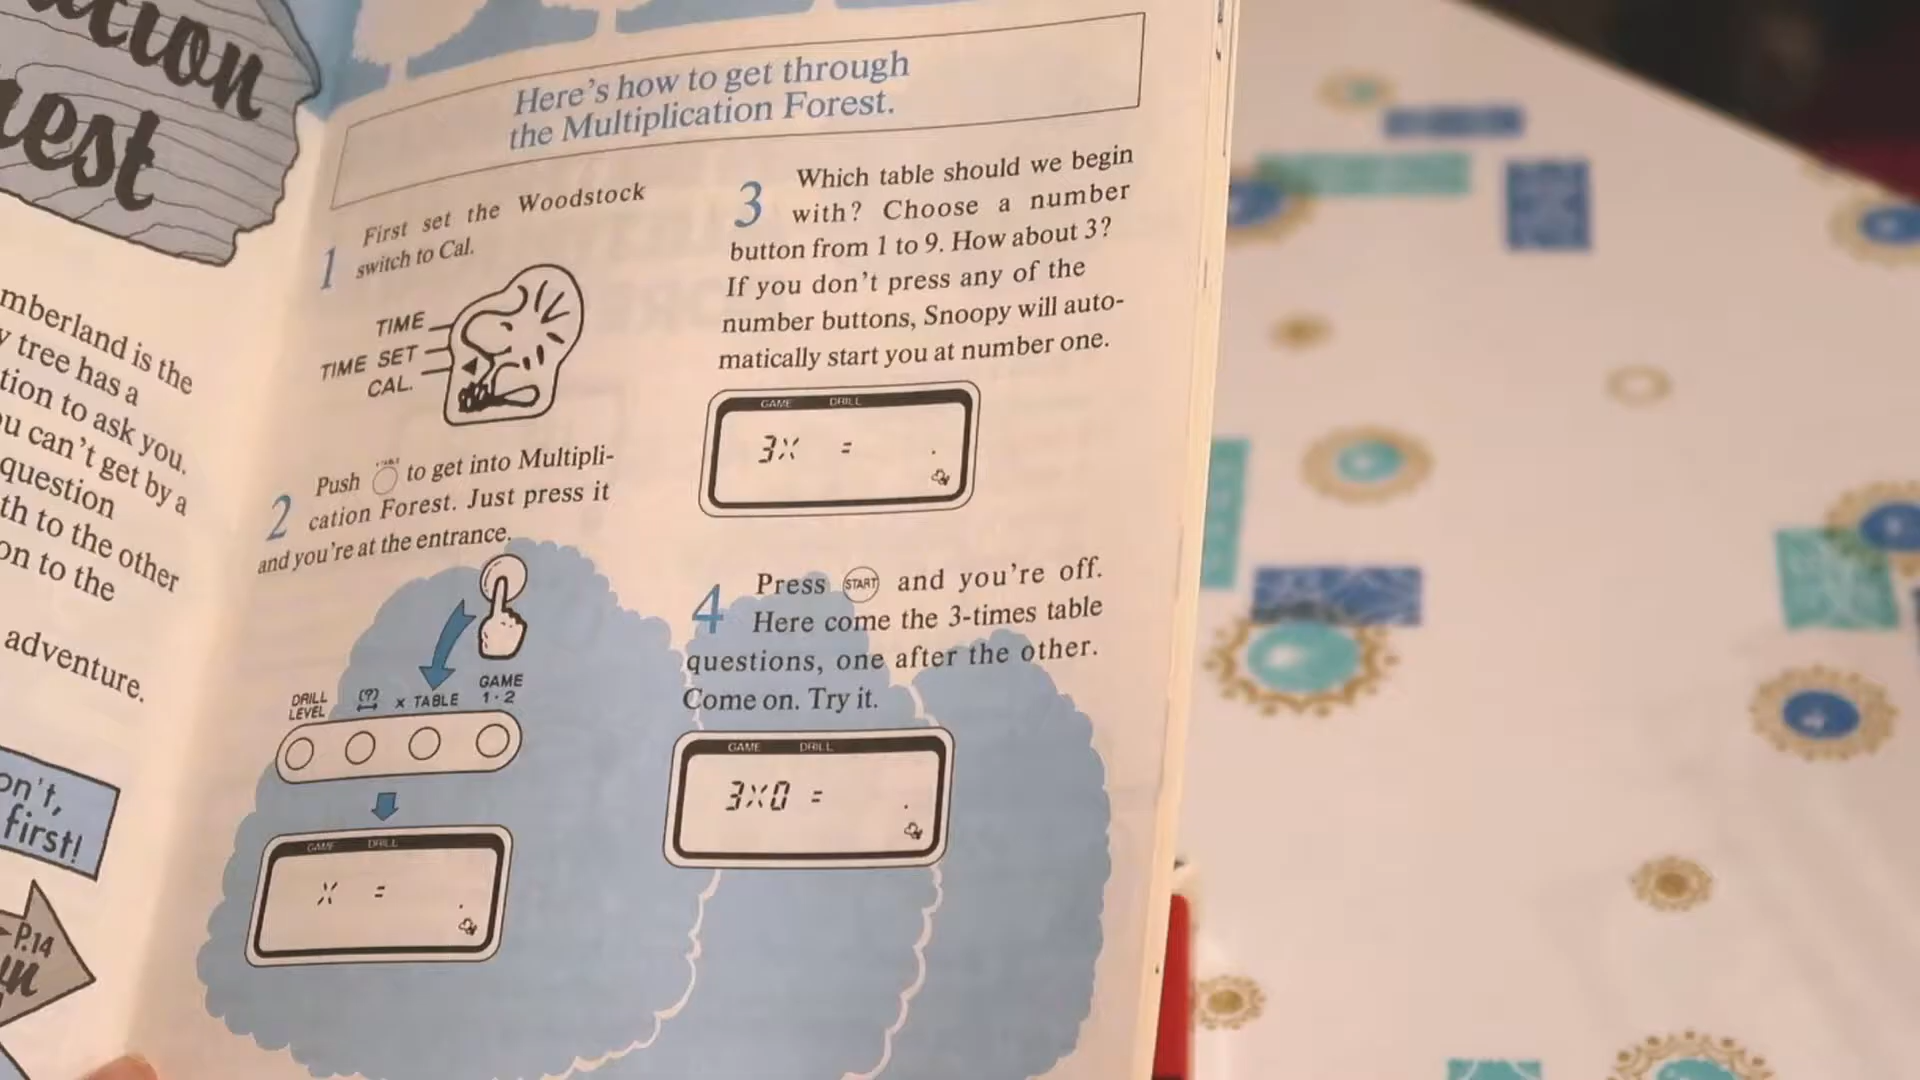 ation
rest
mberland is the
y tree has a
tion to ask you.
ou can't get by a
question
th to the other
on to the
adventure.
on't,
first!
P.14
in
Here's how to get through
the Multiplication Forest.
1 First set the Woodstock
switch to Cal.
TIME
TIME SET
CAL.
2 Push to get into Multipli-
cation Forest. Just press it
and you're at the entrance.
DRILL
LEVEL
(?)
x TABLE
GAME
1·2
GAME DRILL
X =
3 Which table should we begin
with? Choose a number
button from 1 to 9. How about 3?
If you don't press any of the
number buttons, Snoopy will auto-
matically start you at number one.
GAME DRILL
3X = .
4 Press START and you're off.
Here come the 3-times table
questions, one after the other.
Come on. Try it.
GAME DRILL
3X0 = .